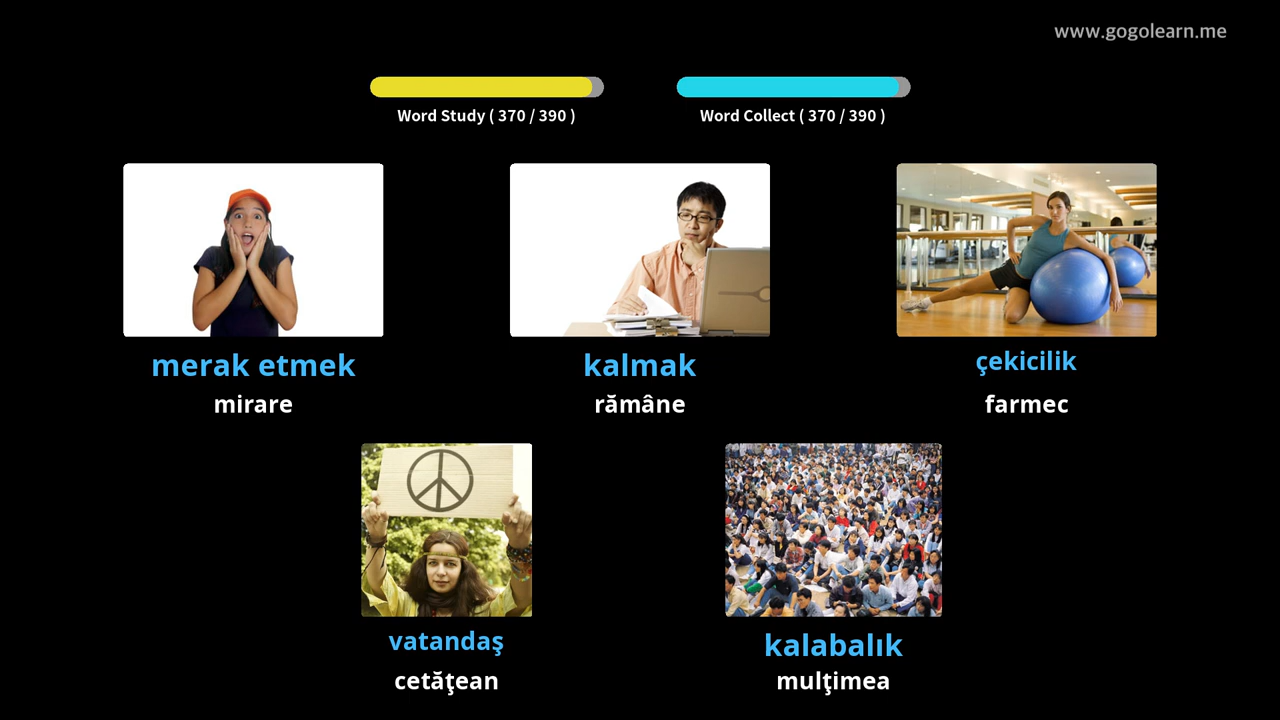 www.gogolearn.me
Word Study ( 370 / 390 )
Word Collect ( 370 / 390 )
merak etmek
mirare
kalmak
rămâne
çekicilik
farmec
vatandaş
cetăţean
kalabalık
mulţimea